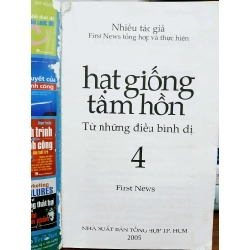 Nhiều tác giả
First News tổng hợp và thực hiện
hạt giống
tâm hồn
Từ những điều bình dị
4
First News
NHÀ XUẤT BẢN TỔNG HỢP TP. HCM
2005